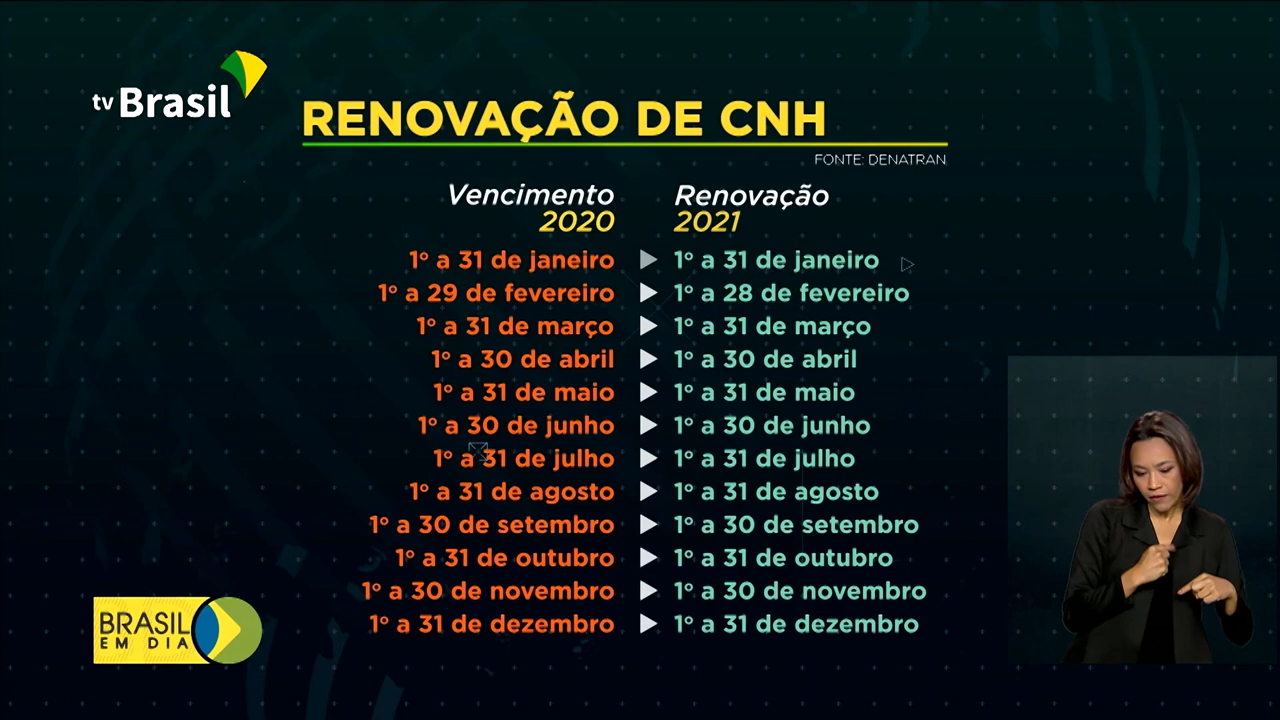 tv Brasil
RENOVAÇÃO DE CNH
FONTE: DENATRAN
Vencimento Renovação
2020 2021
1º a 31 de janeiro 1º a 31 de janeiro
1º a 29 de fevereiro 1º a 28 de fevereiro
1º a 31 de março 1º a 31 de março
1º a 30 de abril 1º a 30 de abril
1º a 31 de maio 1º a 31 de maio
1º a 30 de junho 1º a 30 de junho
1º a 31 de julho 1º a 31 de julho
1º a 31 de agosto 1º a 31 de agosto
1º a 30 de setembro 1º a 30 de setembro
1º a 31 de outubro 1º a 31 de outubro
1º a 30 de novembro 1º a 30 de novembro
1º a 31 de dezembro 1º a 31 de dezembro
BRASIL
EM DIA